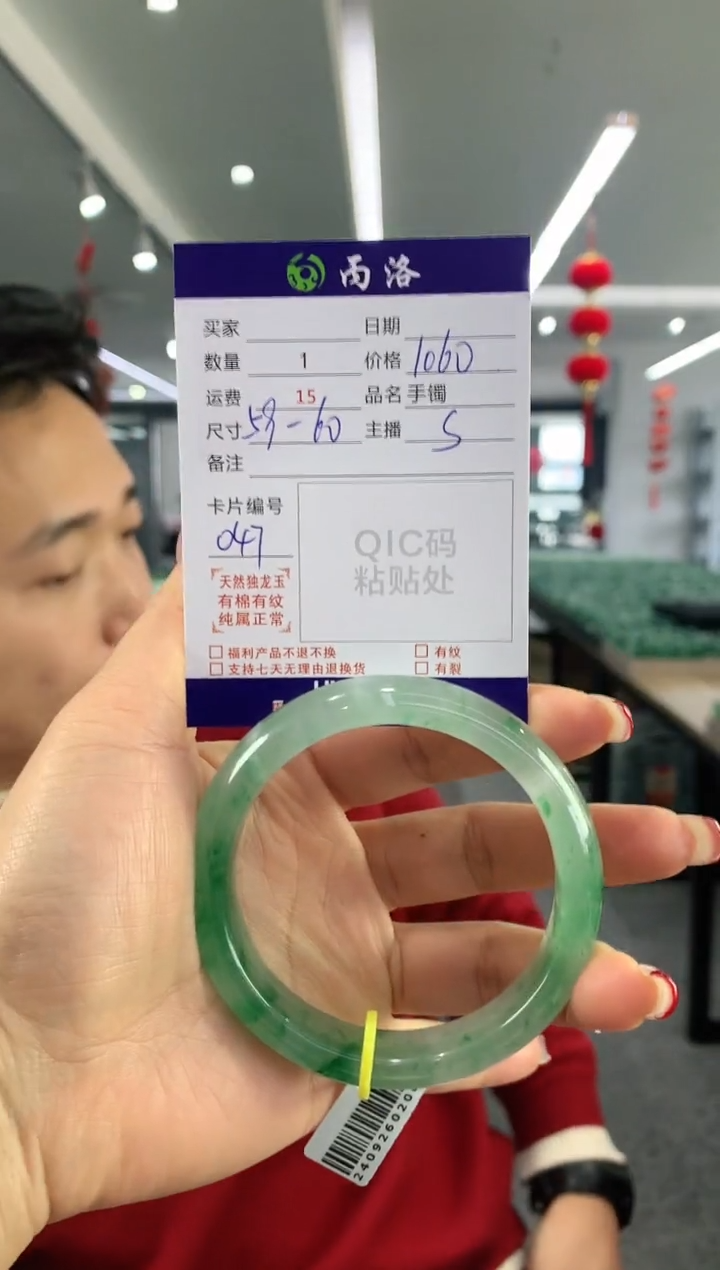 雨洛
买家 日期
数量 1 价格 1060
运费 15 品名 手镯
尺寸 59-60 主播 S
备注
卡片编号
047
QIC码
粘贴处
天然独龙玉
有棉有纹
纯属正常
福利产品不退不换 有纹
支持七天无理由退换货 有裂